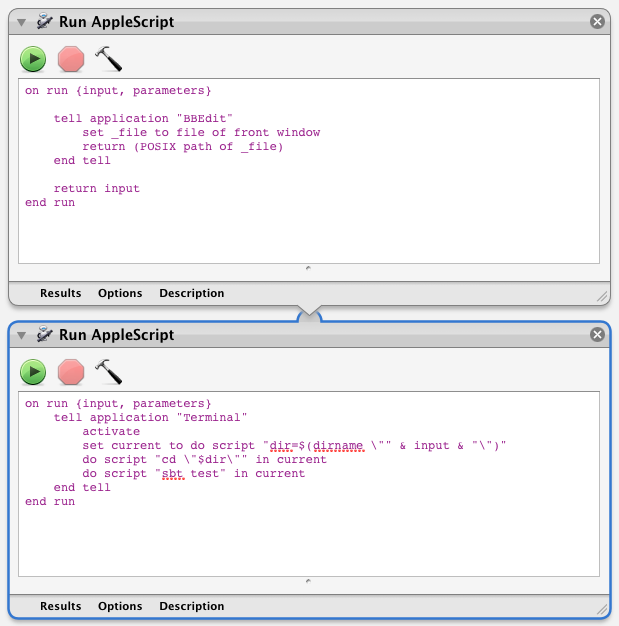 Run AppleScript
on run {input, parameters}
tell application "BBEdit"
set _file to file of front window
return (POSIX path of _file)
end tell
return input
end run
Results Options Description
Run AppleScript
on run {input, parameters}
tell application "Terminal"
activate
set current to do script "dir=$(dirname \"" & input & "\")"
do script "cd \"$dir\"" in current
do script "sbt test" in current
end tell
end run
Results Options Description